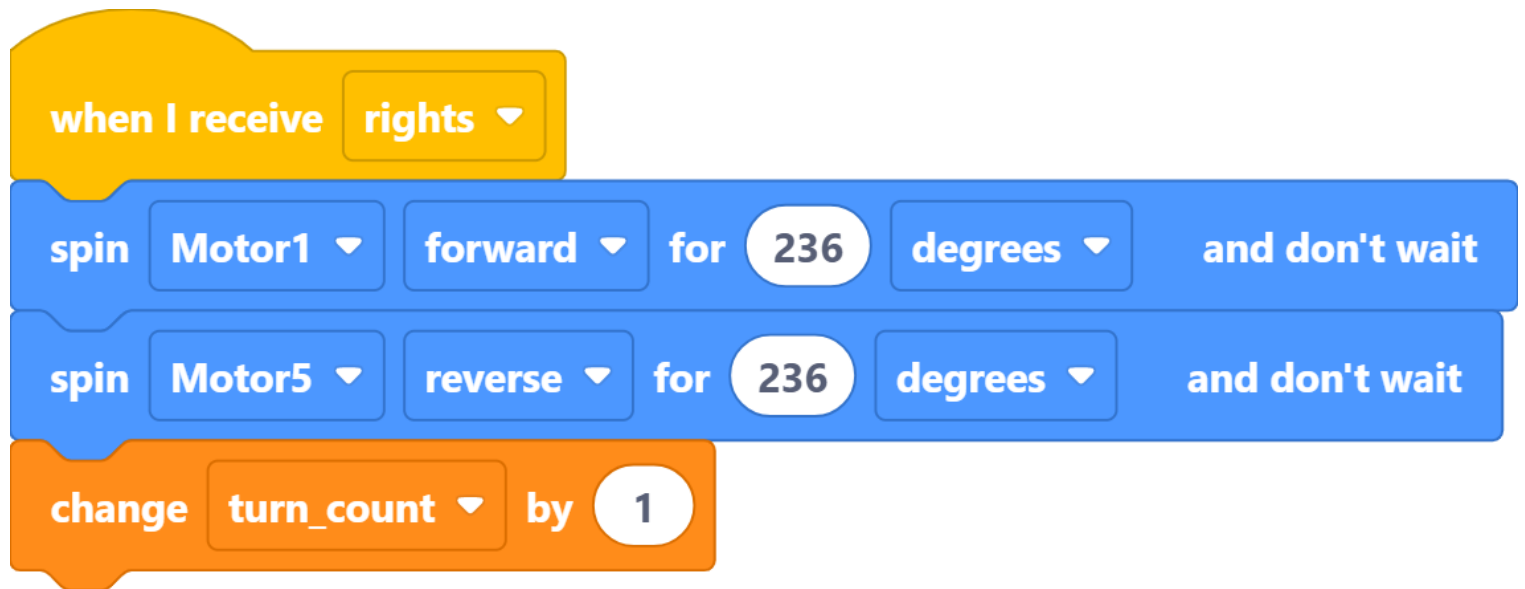 when I receive rights
spin Motor1 forward for 236 degrees and don't wait
spin Motor5 reverse for 236 degrees and don't wait
change turn_count by 1